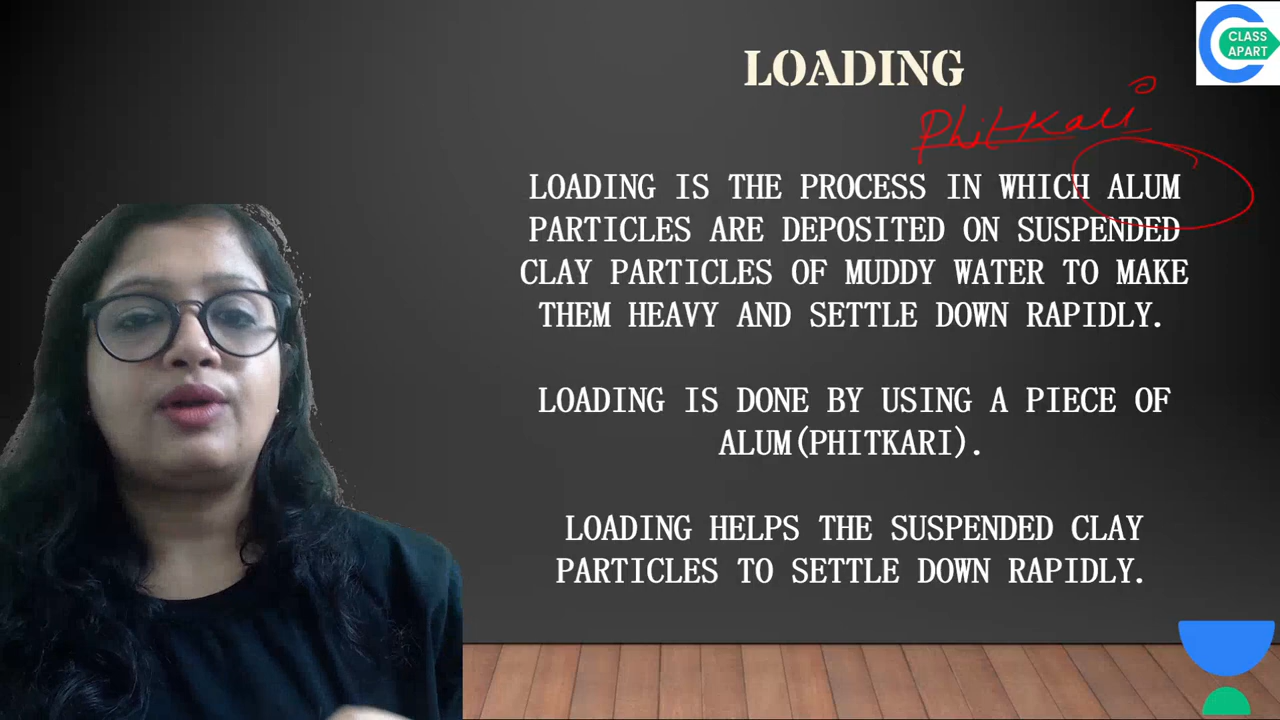 CLASS
APART
LOADING
Phitkari
LOADING IS THE PROCESS IN WHICH ALUM
PARTICLES ARE DEPOSITED ON SUSPENDED
CLAY PARTICLES OF MUDDY WATER TO MAKE
THEM HEAVY AND SETTLE DOWN RAPIDLY.
LOADING IS DONE BY USING A PIECE OF
ALUM(PHITKARI).
LOADING HELPS THE SUSPENDED CLAY
PARTICLES TO SETTLE DOWN RAPIDLY.